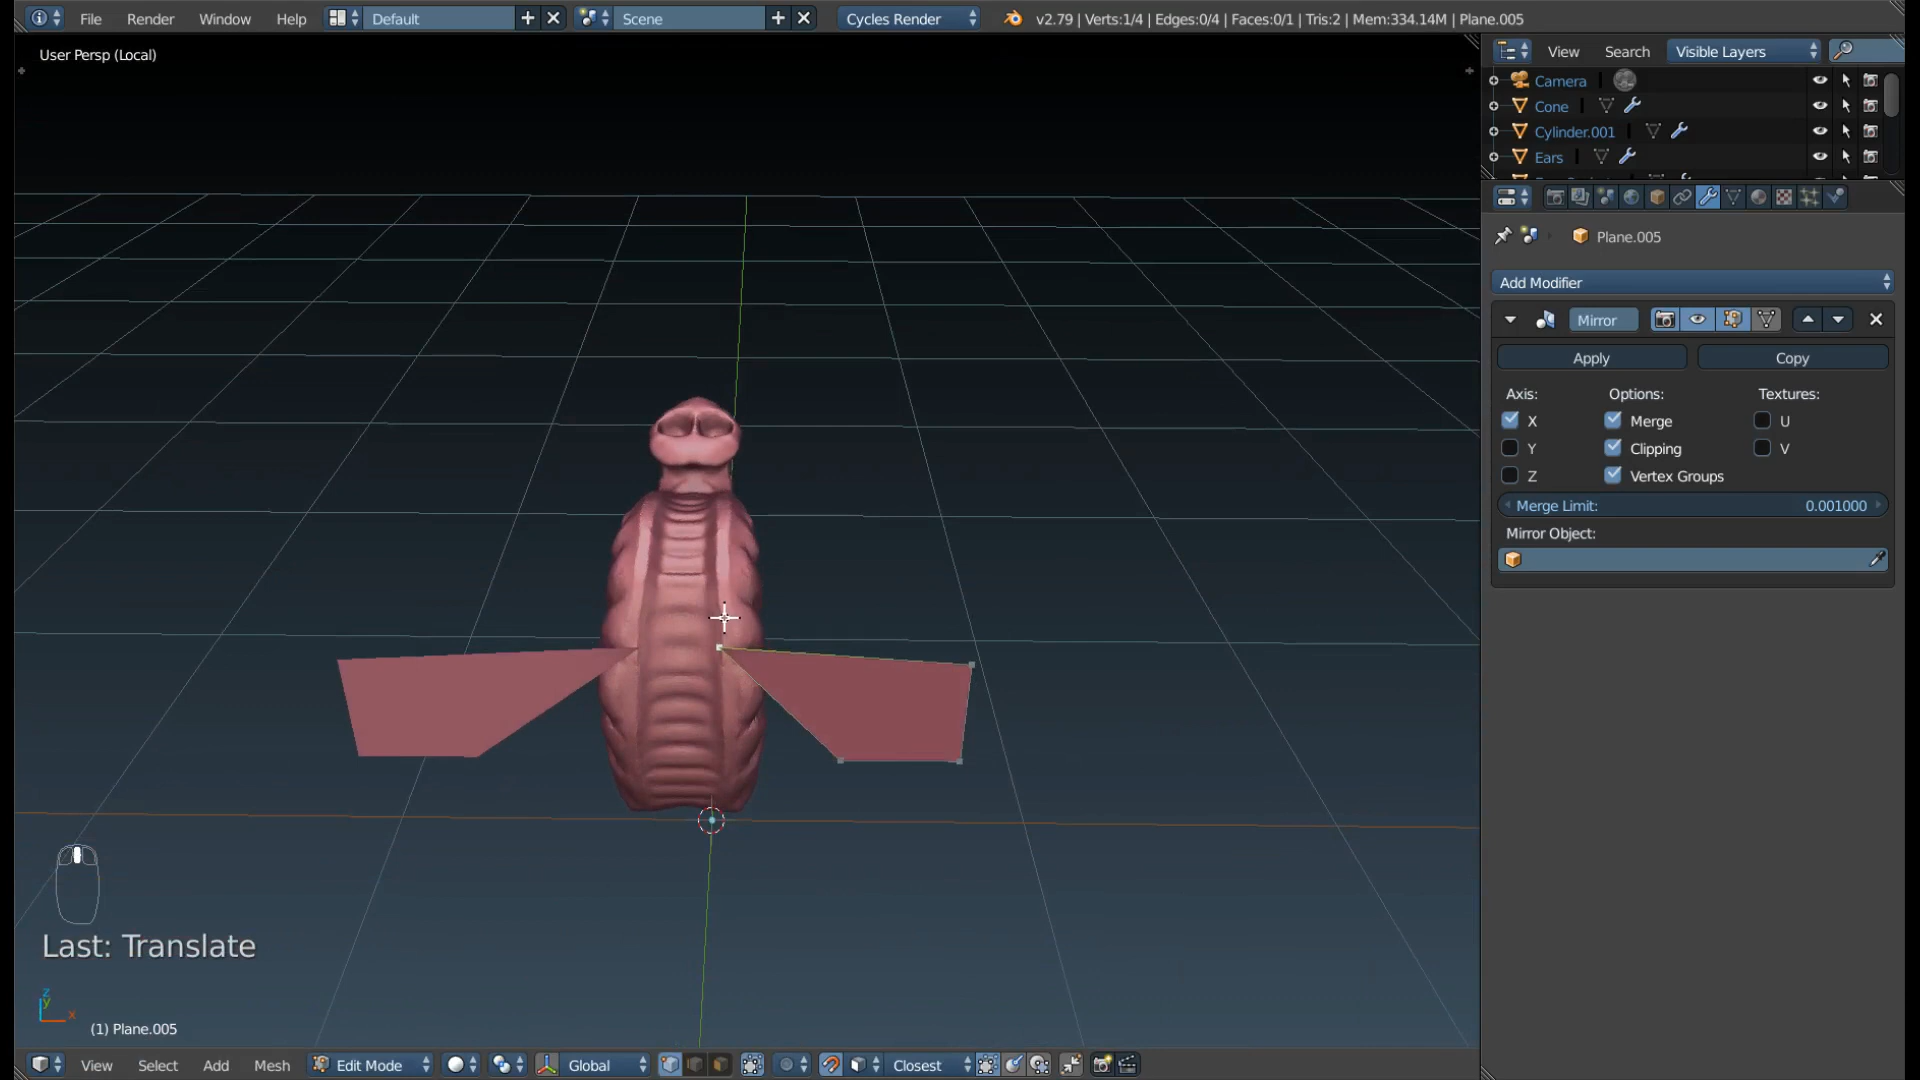 File Render Window Help Default Scene Cycles Render v2.79 | Verts:1/4 | Edges:0/4 | Faces:0/1 | Tris:2 | Mem:334.14M | Plane.005
User Persp (Local)
View Search Visible Layers
Camera
Cone
Cylinder.001
Ears
Plane.005
Add Modifier
Mirror
Apply Copy
Axis: Options: Textures:
X Merge U
Y Clipping V
Z Vertex Groups
Merge Limit: 0.001000
Mirror Object:
Last: Translate
z
y
x
(1) Plane.005
View Select Add Mesh Edit Mode Global Closest